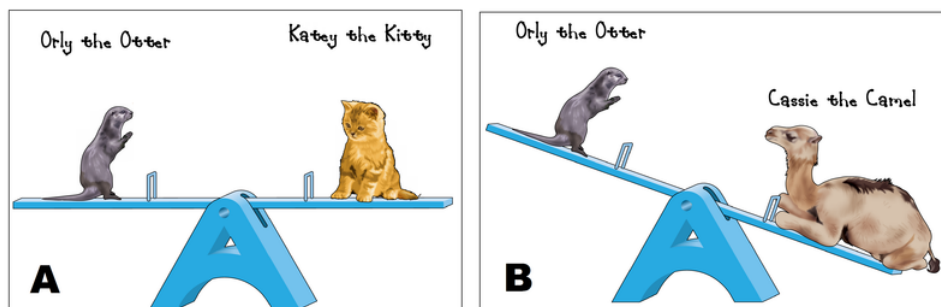 Orly the Otter
Katey the Kitty
A
Orly the Otter
Cassie the Camel
B